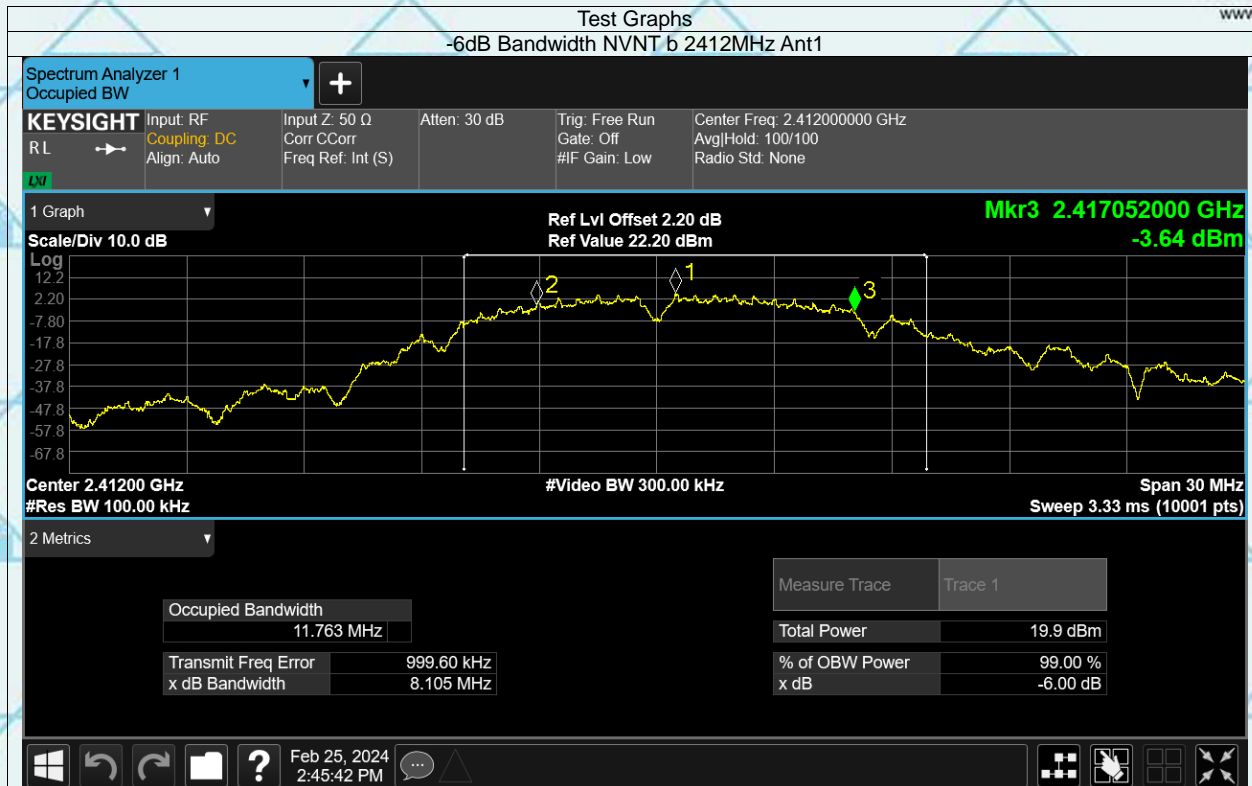 www
Test Graphs
-6dB Bandwidth NVNT b 2412MHz Ant1
Spectrum Analyzer 1
Occupied BW
KEYSIGHT
R L
LXI
Input: RF
Coupling: DC
Align: Auto
Input Z: 50 Ω
Corr CCorr
Freq Ref: Int (S)
Atten: 30 dB
Trig: Free Run
Gate: Off
#IF Gain: Low
Center Freq: 2.412000000 GHz
Avg|Hold: 100/100
Radio Std: None
1 Graph
Scale/Div 10.0 dB
Ref Lvl Offset 2.20 dB
Ref Value 22.20 dBm
Mkr3 2.417052000 GHz
-3.64 dBm
Log
12.2
2.20
-7.80
-17.8
-27.8
-37.8
-47.8
-57.8
-67.8
2
1
3
Center 2.41200 GHz
#Res BW 100.00 kHz
#Video BW 300.00 kHz
Span 30 MHz
Sweep 3.33 ms (10001 pts)
2 Metrics
Occupied Bandwidth
11.763 MHz
Transmit Freq Error 999.60 kHz
x dB Bandwidth 8.105 MHz
Measure Trace Trace 1
Total Power 19.9 dBm
% of OBW Power 99.00 %
x dB -6.00 dB
Feb 25, 2024
2:45:42 PM